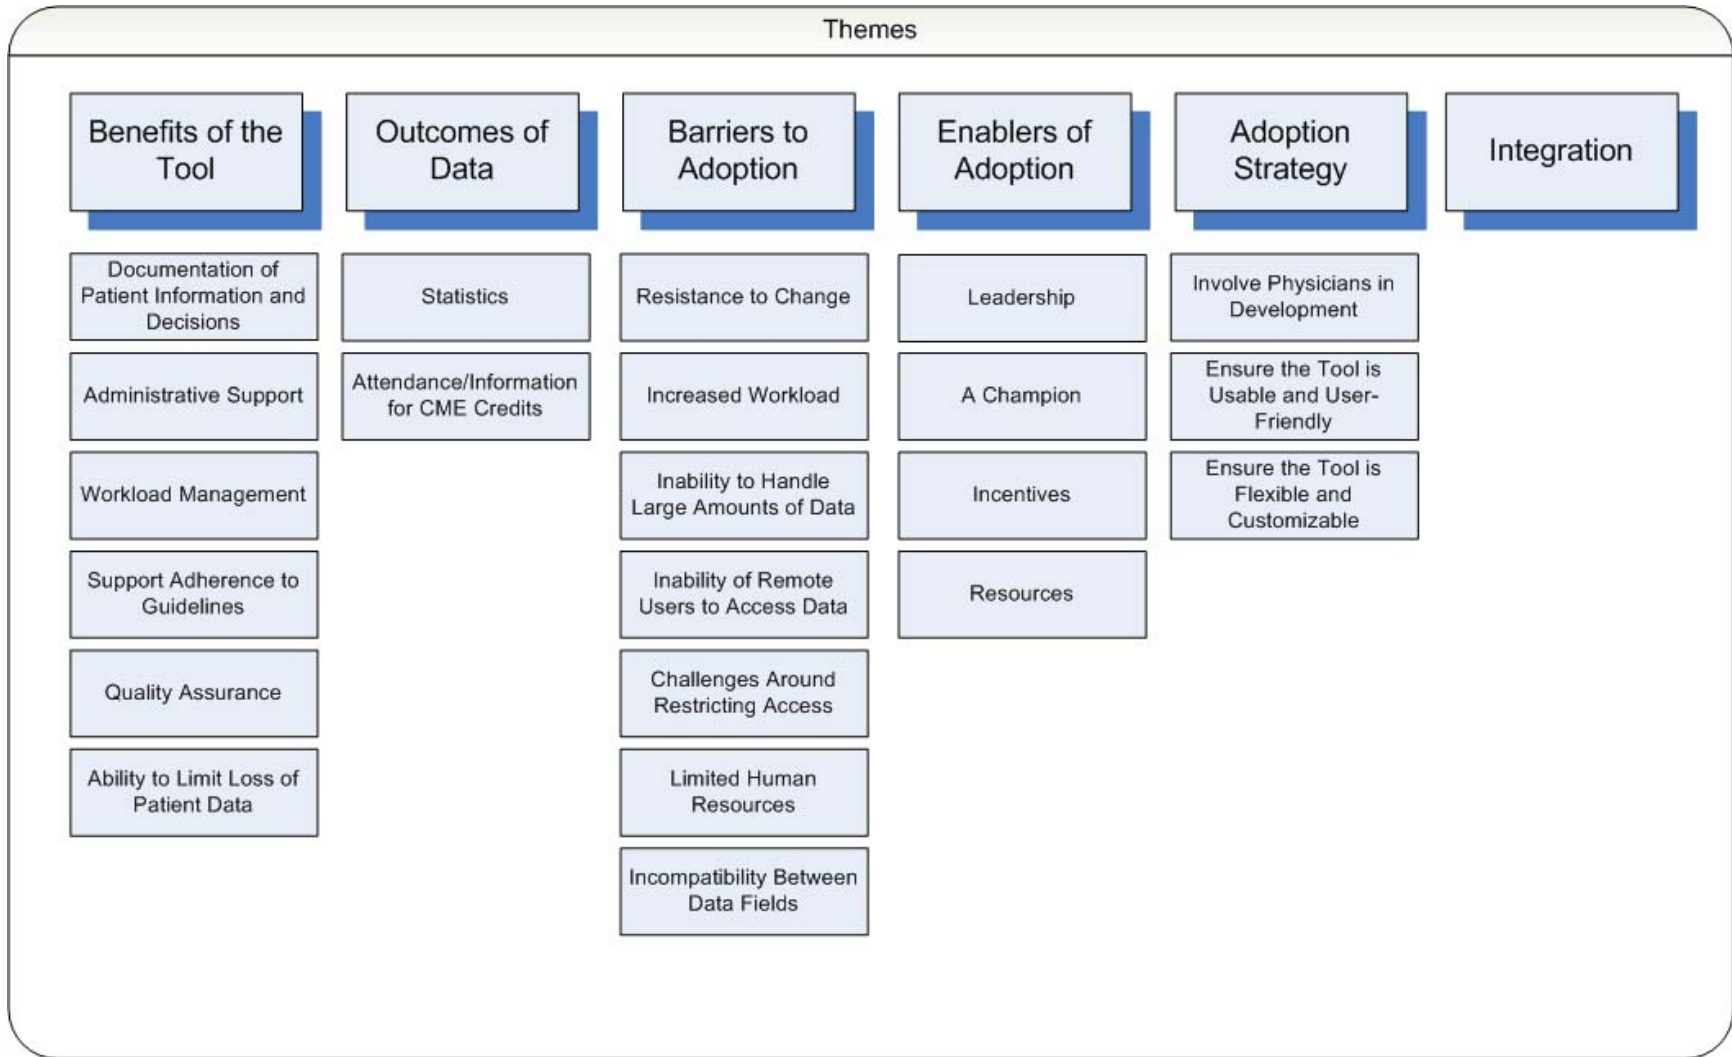 Themes
Benefits of the
Tool
Outcomes of
Data
Barriers to
Adoption
Enablers of
Adoption
Adoption
Strategy
Integration
Documentation of
Patient Information and
Decisions
Administrative Support
Workload Management
Support Adherence to
Guidelines
Quality Assurance
Ability to Limit Loss of
Patient Data
Statistics
Attendance/Information
for CME Credits
Resistance to Change
Increased Workload
Inability to Handle
Large Amounts of Data
Inability of Remote
Users to Access Data
Challenges Around
Restricting Access
Limited Human
Resources
Incompatibility Between
Data Fields
Leadership
A Champion
Incentives
Resources
Involve Physicians in
Development
Ensure the Tool is
Usable and User-
Friendly
Ensure the Tool is
Flexible and
Customizable